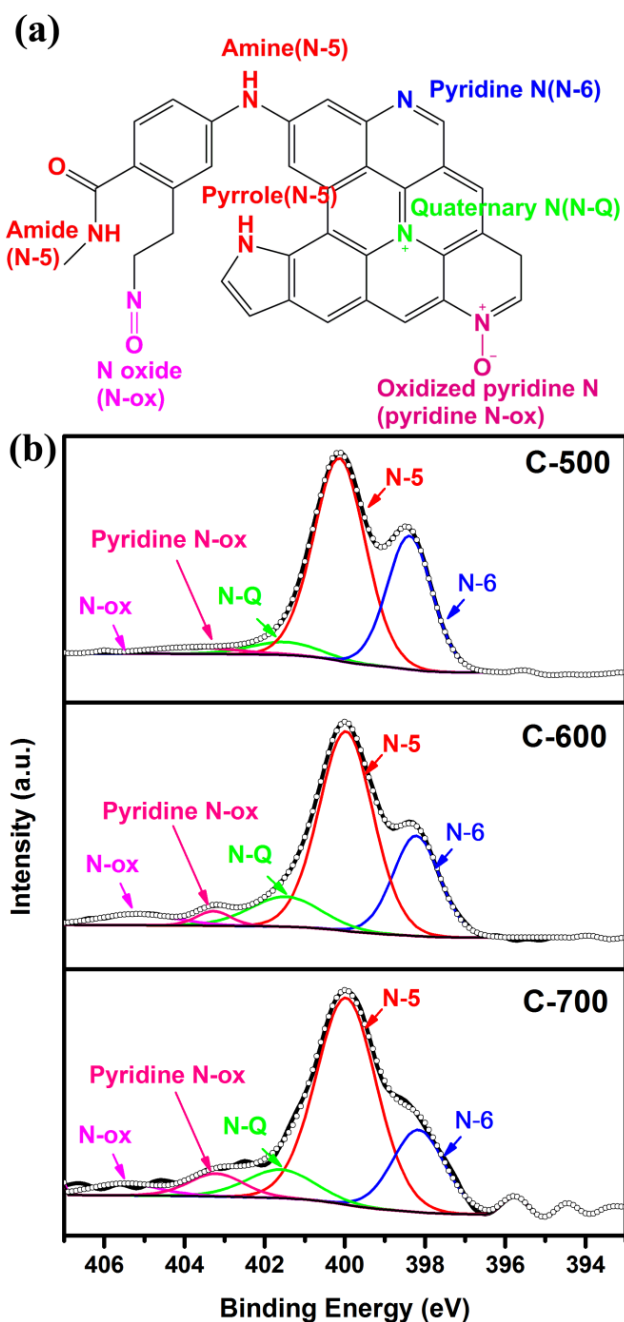 (a)
Amine(N-5)
H
N
N
Pyridine N(N-6)
O
Pyrrole(N-5)
Quaternary N(N-Q)
H
N
N
+
Amide
NH
(N-5)
N
N
+
O
O
−
N oxide
(N-ox)
Oxidized pyridine N
(pyridine N-ox)
(b)
C-500
N-5
Pyridine N-ox
N-Q
N-6
N-ox
C-600
N-5
Pyridine N-ox
N-6
N-Q
N-ox
C-700
N-5
Pyridine N-ox
N-Q
N-6
N-ox
Intensity (a.u.)
406 404 402 400 398 396 394
Binding Energy (eV)